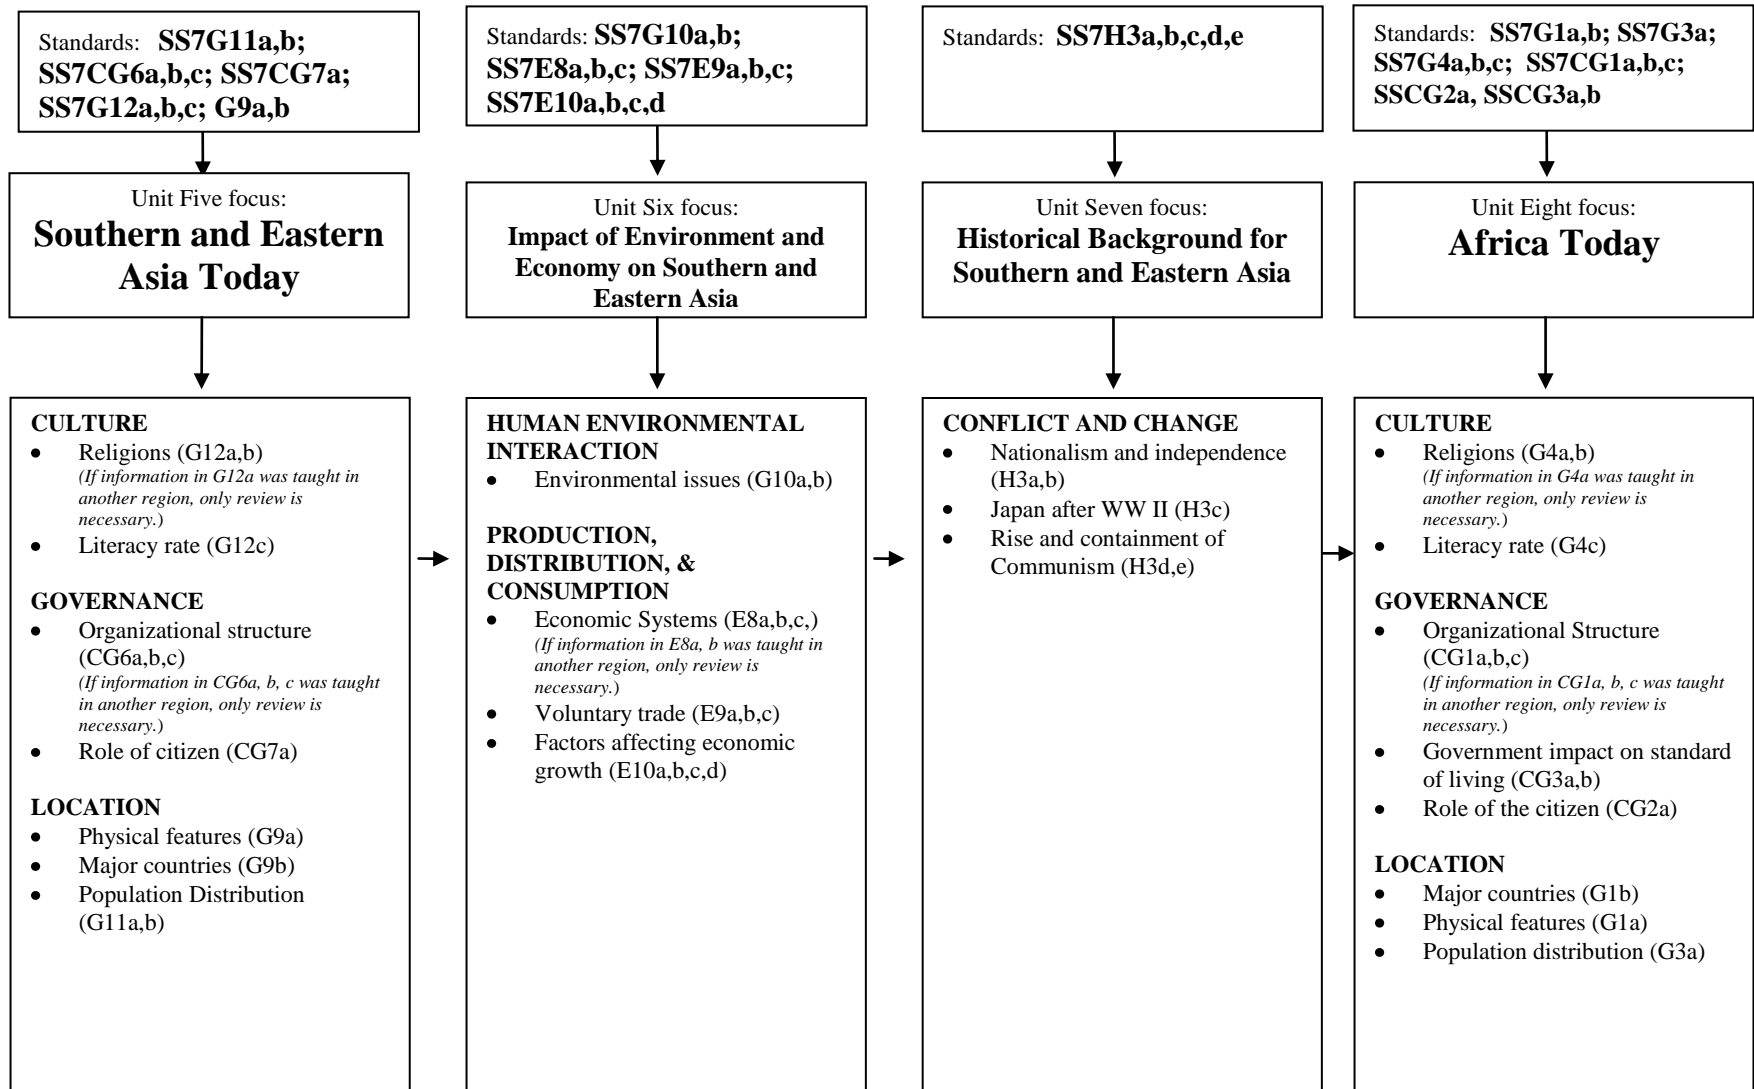 Standards: SS7G11a,b;
SS7CG6a,b,c; SS7CG7a;
SS7G12a,b,c; G9a,b
Unit Five focus:
Southern and Eastern
Asia Today
CULTURE
• Religions (G12a,b)
(If information in G12a was taught in
another region, only review is
necessary.)
• Literacy rate (G12c)
GOVERNANCE
• Organizational structure
(CG6a,b,c)
(If information in CG6a, b, c was taught
in another region, only review is
necessary.)
• Role of citizen (CG7a)
LOCATION
• Physical features (G9a)
• Major countries (G9b)
• Population Distribution
(G11a,b)
Standards: SS7G10a,b;
SS7E8a,b,c; SS7E9a,b,c;
SS7E10a,b,c,d
Unit Six focus:
Impact of Environment and
Economy on Southern and
Eastern Asia
HUMAN ENVIRONMENTAL
INTERACTION
• Environmental issues (G10a,b)
PRODUCTION,
DISTRIBUTION, &
CONSUMPTION
• Economic Systems (E8a,b,c,)
(If information in E8a, b was taught in
another region, only review is
necessary.)
• Voluntary trade (E9a,b,c)
• Factors affecting economic
growth (E10a,b,c,d)
Standards: SS7H3a,b,c,d,e
Unit Seven focus:
Historical Background for
Southern and Eastern Asia
CONFLICT AND CHANGE
• Nationalism and independence
(H3a,b)
• Japan after WW II (H3c)
• Rise and containment of
Communism (H3d,e)
Standards: SS7G1a,b; SS7G3a;
SS7G4a,b,c; SS7CG1a,b,c;
SSCG2a, SSCG3a,b
Unit Eight focus:
Africa Today
CULTURE
• Religions (G4a,b)
(If information in G4a was taught in
another region, only review is
necessary.)
• Literacy rate (G4c)
GOVERNANCE
• Organizational Structure
(CG1a,b,c)
(If information in CG1a, b, c was taught
in another region, only review is
necessary.)
• Government impact on standard
of living (CG3a,b)
• Role of the citizen (CG2a)
LOCATION
• Major countries (G1b)
• Physical features (G1a)
• Population distribution (G3a)